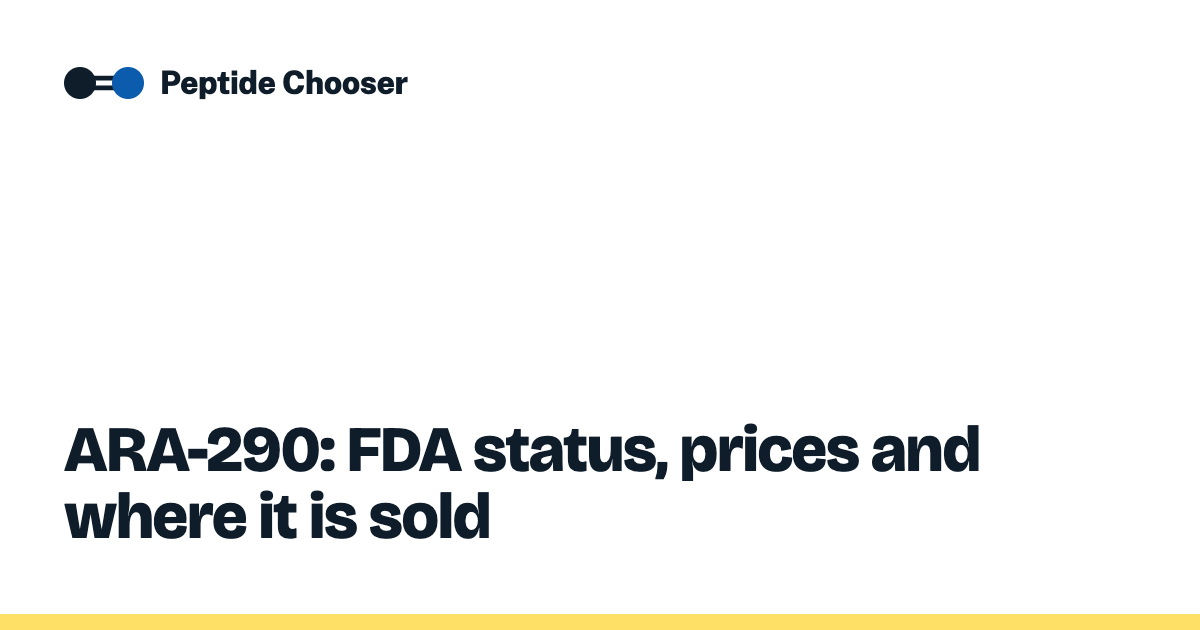 Peptide Chooser
ARA-290: FDA status, prices and
where it is sold